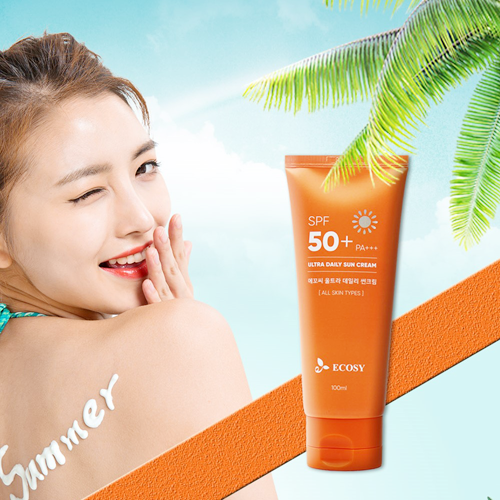 SPF
50+ PA+++
ULTRA DAILY SUN CREAM
에코씨 울트라 데일리 썬크림
[ ALL SKIN TYPES ]
ECOSY
100ml
Summer